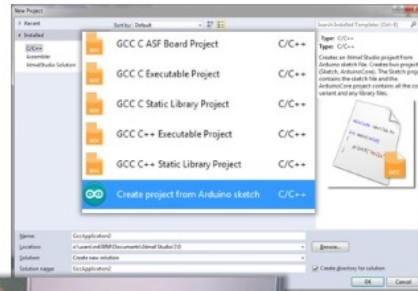 New Project
Recent
Installed
Sort by: Default
Search Installed Templates (Ctrl+E)
C/C++
Assembler
AtmelStudio Solution
GCC C ASF Board Project C/C++
GCC C Executable Project C/C++
GCC C Static Library Project C/C++
GCC C++ Executable Project C/C++
GCC C++ Static Library Project C/C++
Create project from Arduino sketch C/C++
Type: C/C++
Type: C/C++
Creates an Atmel Studio project from
Arduino sketch file. Creates two project
(Sketch, ArduinoCore). The Sketch proj
contains the sketch file and the
ArduinoCore project contains all the co
variant and any library files.
Name: GccApplication2
Location:
Solution: Create new solution
Solution name: GccApplication2
Browse...
Create directory for solution
OK Cancel